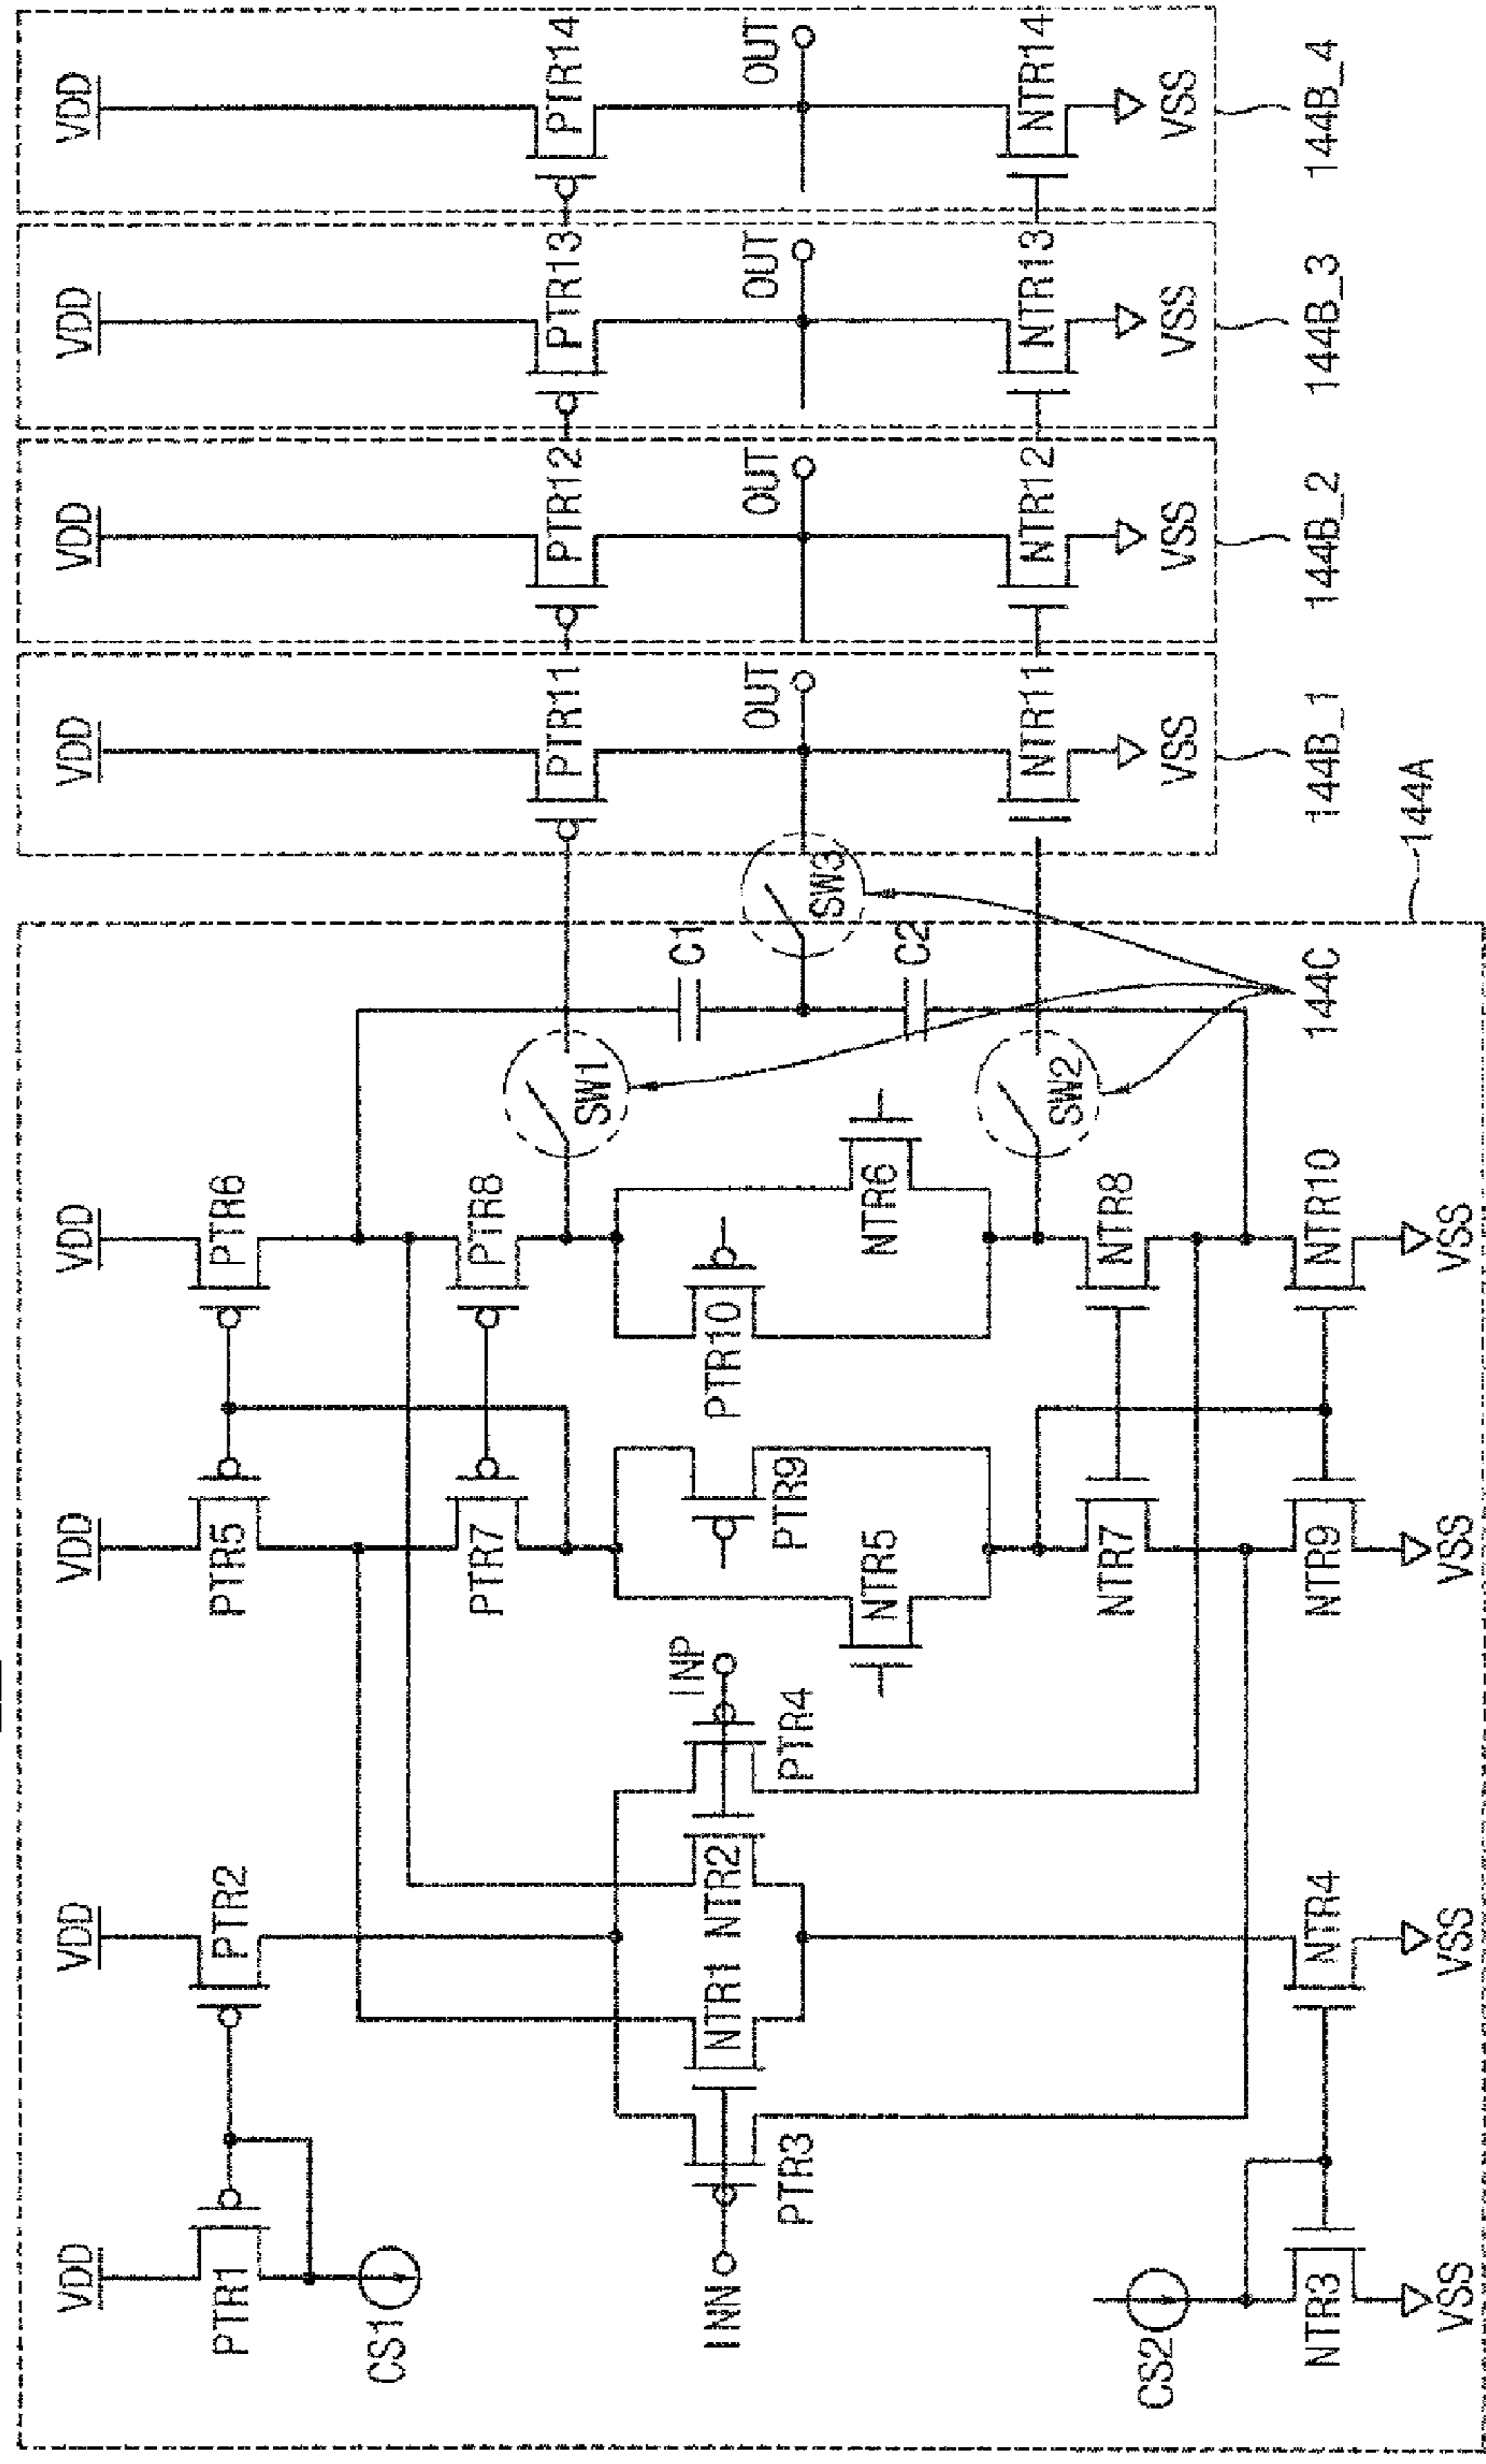 VDD
VDD
VDD
VDD
VDD
VDD
VDD
VDD
PTR1
PTR2
PTR5
PTR6
CS1
PTR7
PTR8
SW1
PTR11
PTR12
PTR13
PTR14
C1
INN
NTR1
NTR2
INP
PTR3
PTR4
PTR9
PTR10
SW3
OUT
OUT
OUT
OUT
NTR5
NTR6
C2
SW2
NTR11
NTR12
NTR13
NTR14
CS2
NTR7
NTR8
VSS
VSS
VSS
VSS
NTR3
NTR4
NTR9
NTR10
144C
144B_1
144B_2
144B_3
144B_4
VSS
VSS
VSS
VSS
144A